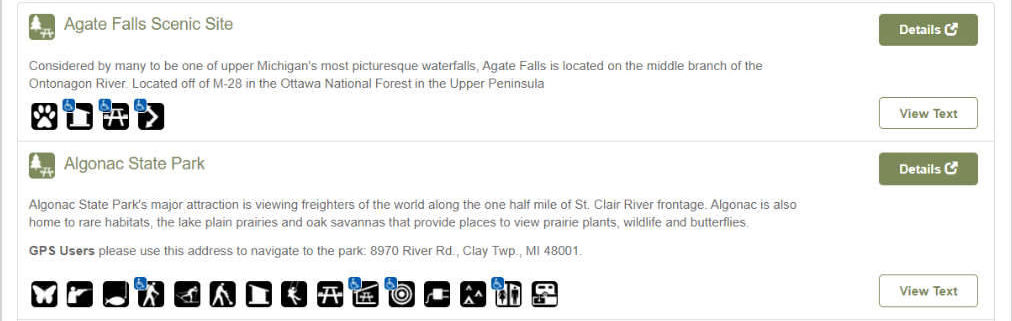 Agate Falls Scenic Site
Details
Considered by many to be one of upper Michigan's most picturesque waterfalls, Agate Falls is located on the middle branch of the
Ontonagon River. Located off of M-28 in the Ottawa National Forest in the Upper Peninsula
View Text
Algonac State Park
Details
Algonac State Park's major attraction is viewing freighters of the world along the one half mile of St. Clair River frontage. Algonac is also
home to rare habitats, the lake plain prairies and oak savannas that provide places to view prairie plants, wildlife and butterflies.
GPS Users please use this address to navigate to the park: 8970 River Rd., Clay Twp., MI 48001.
View Text